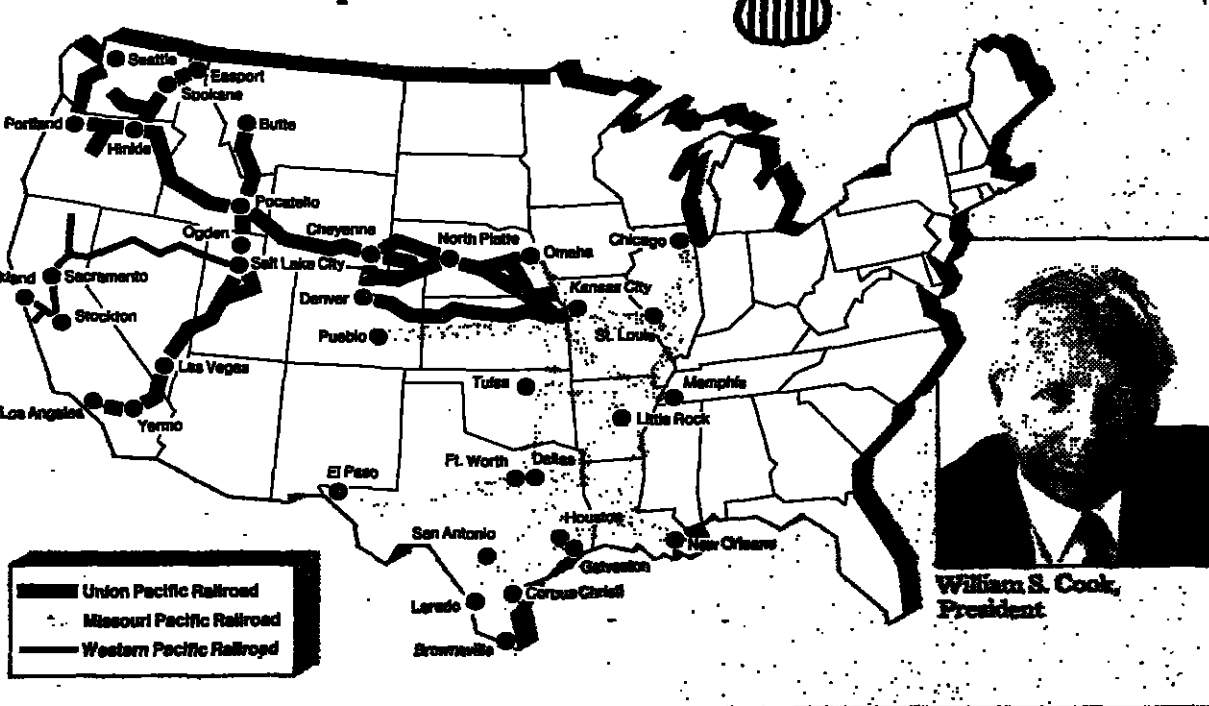 Seattle
Eastport
Spokane
Portland
Hinkle
Butte
Pocatello
Ogden
Cheyenne
North Platte
Omaha
Chicago
Salt Lake City
Sacramento
Stockton
Denver
Kansas City
Pueblo
St. Louis
Las Vegas
Tulsa
Memphis
Los Angeles
Yermo
Little Rock
El Paso
Ft. Worth
Dallas
San Antonio
Houston
New Orleans
Galveston
Laredo
Corpus Christi
Brownsville
Union Pacific Railroad
Missouri Pacific Railroad
Western Pacific Railroad
William S. Cook,
President